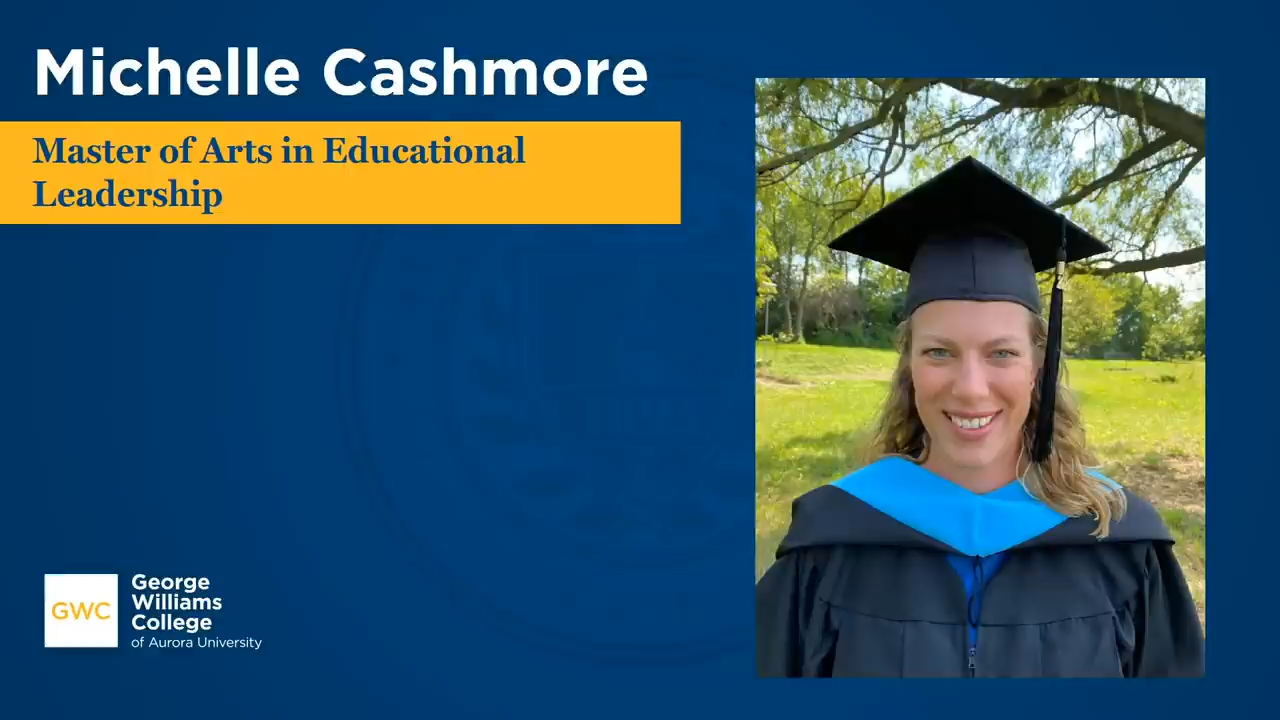 Michelle Cashmore
Master of Arts in Educational
Leadership
GWC
George
Williams
College
of Aurora University